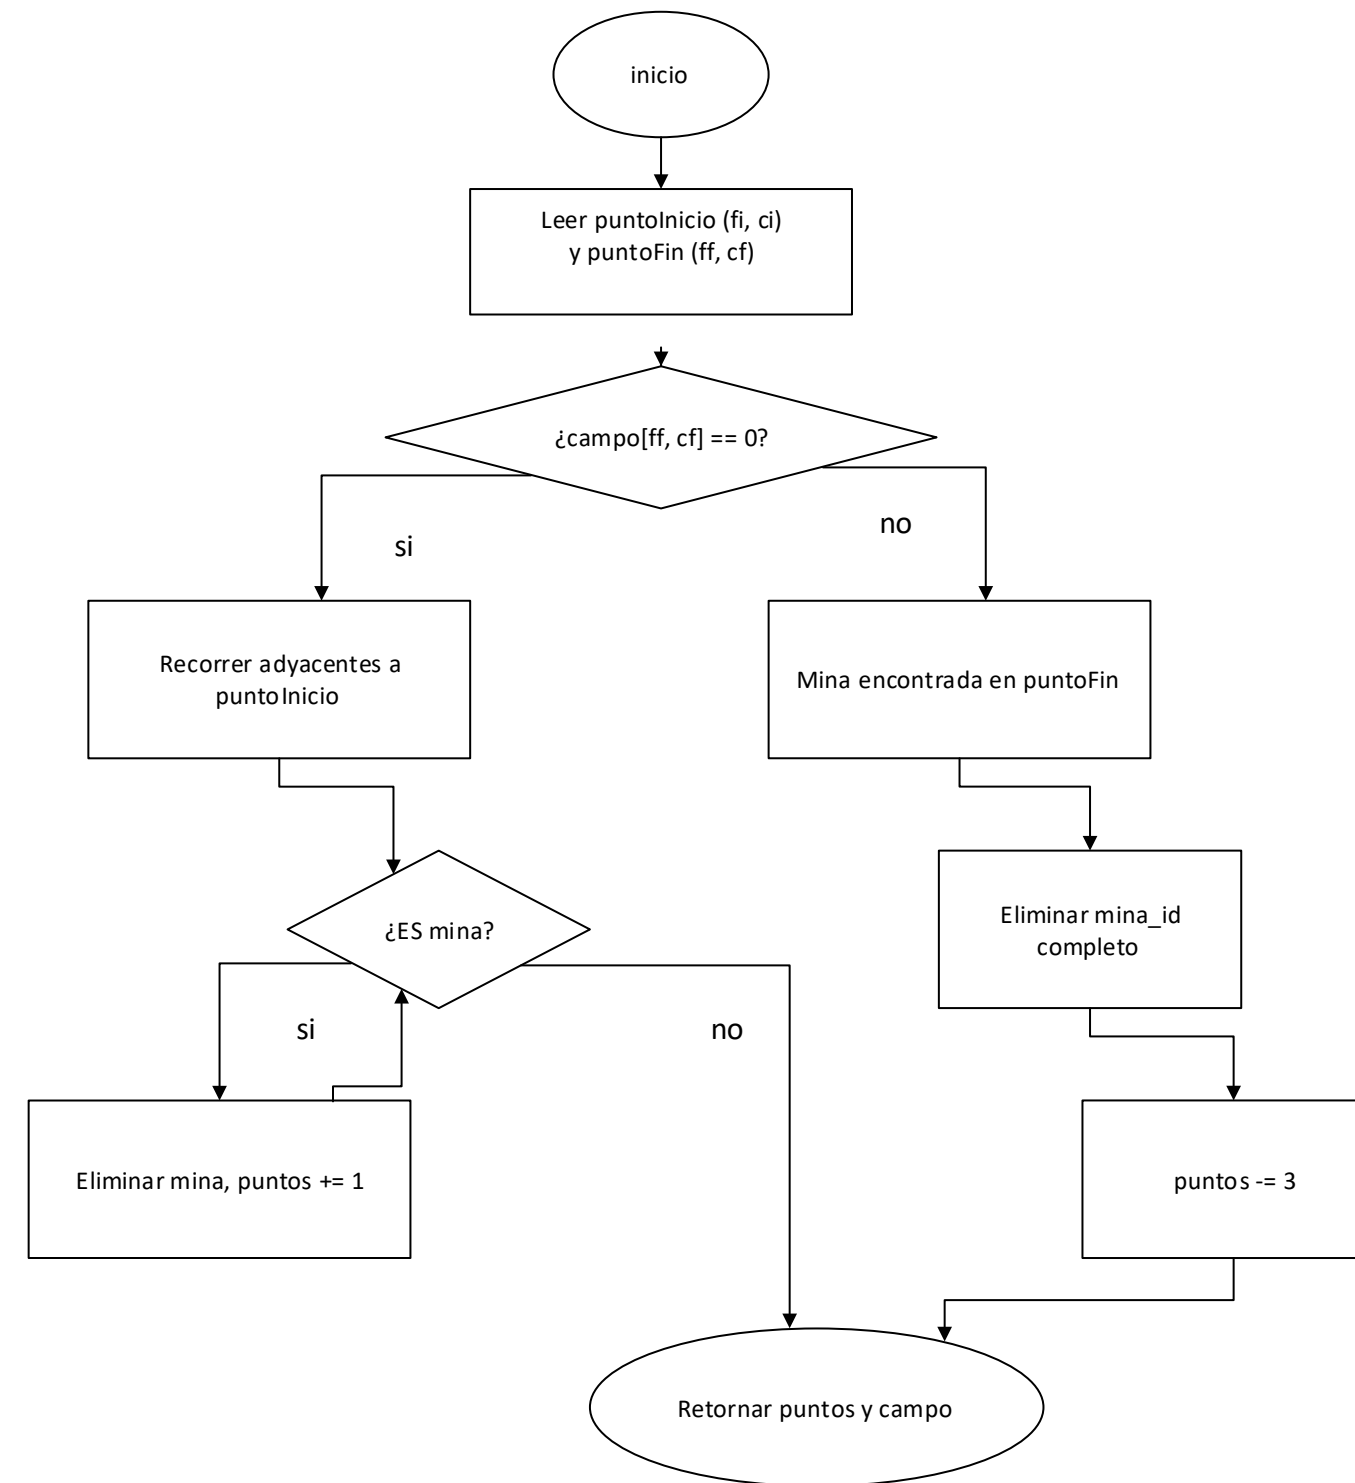 inicio
Leer puntoInicio (fi, ci)
y puntoFin (ff, cf)
¿campo[ff, cf] == 0?
si
no
Recorrer adyacentes a
puntoInicio
Mina encontrada en puntoFin
¿ES mina?
Eliminar mina_id
completo
si
no
Eliminar mina, puntos += 1
puntos -= 3
Retornar puntos y campo